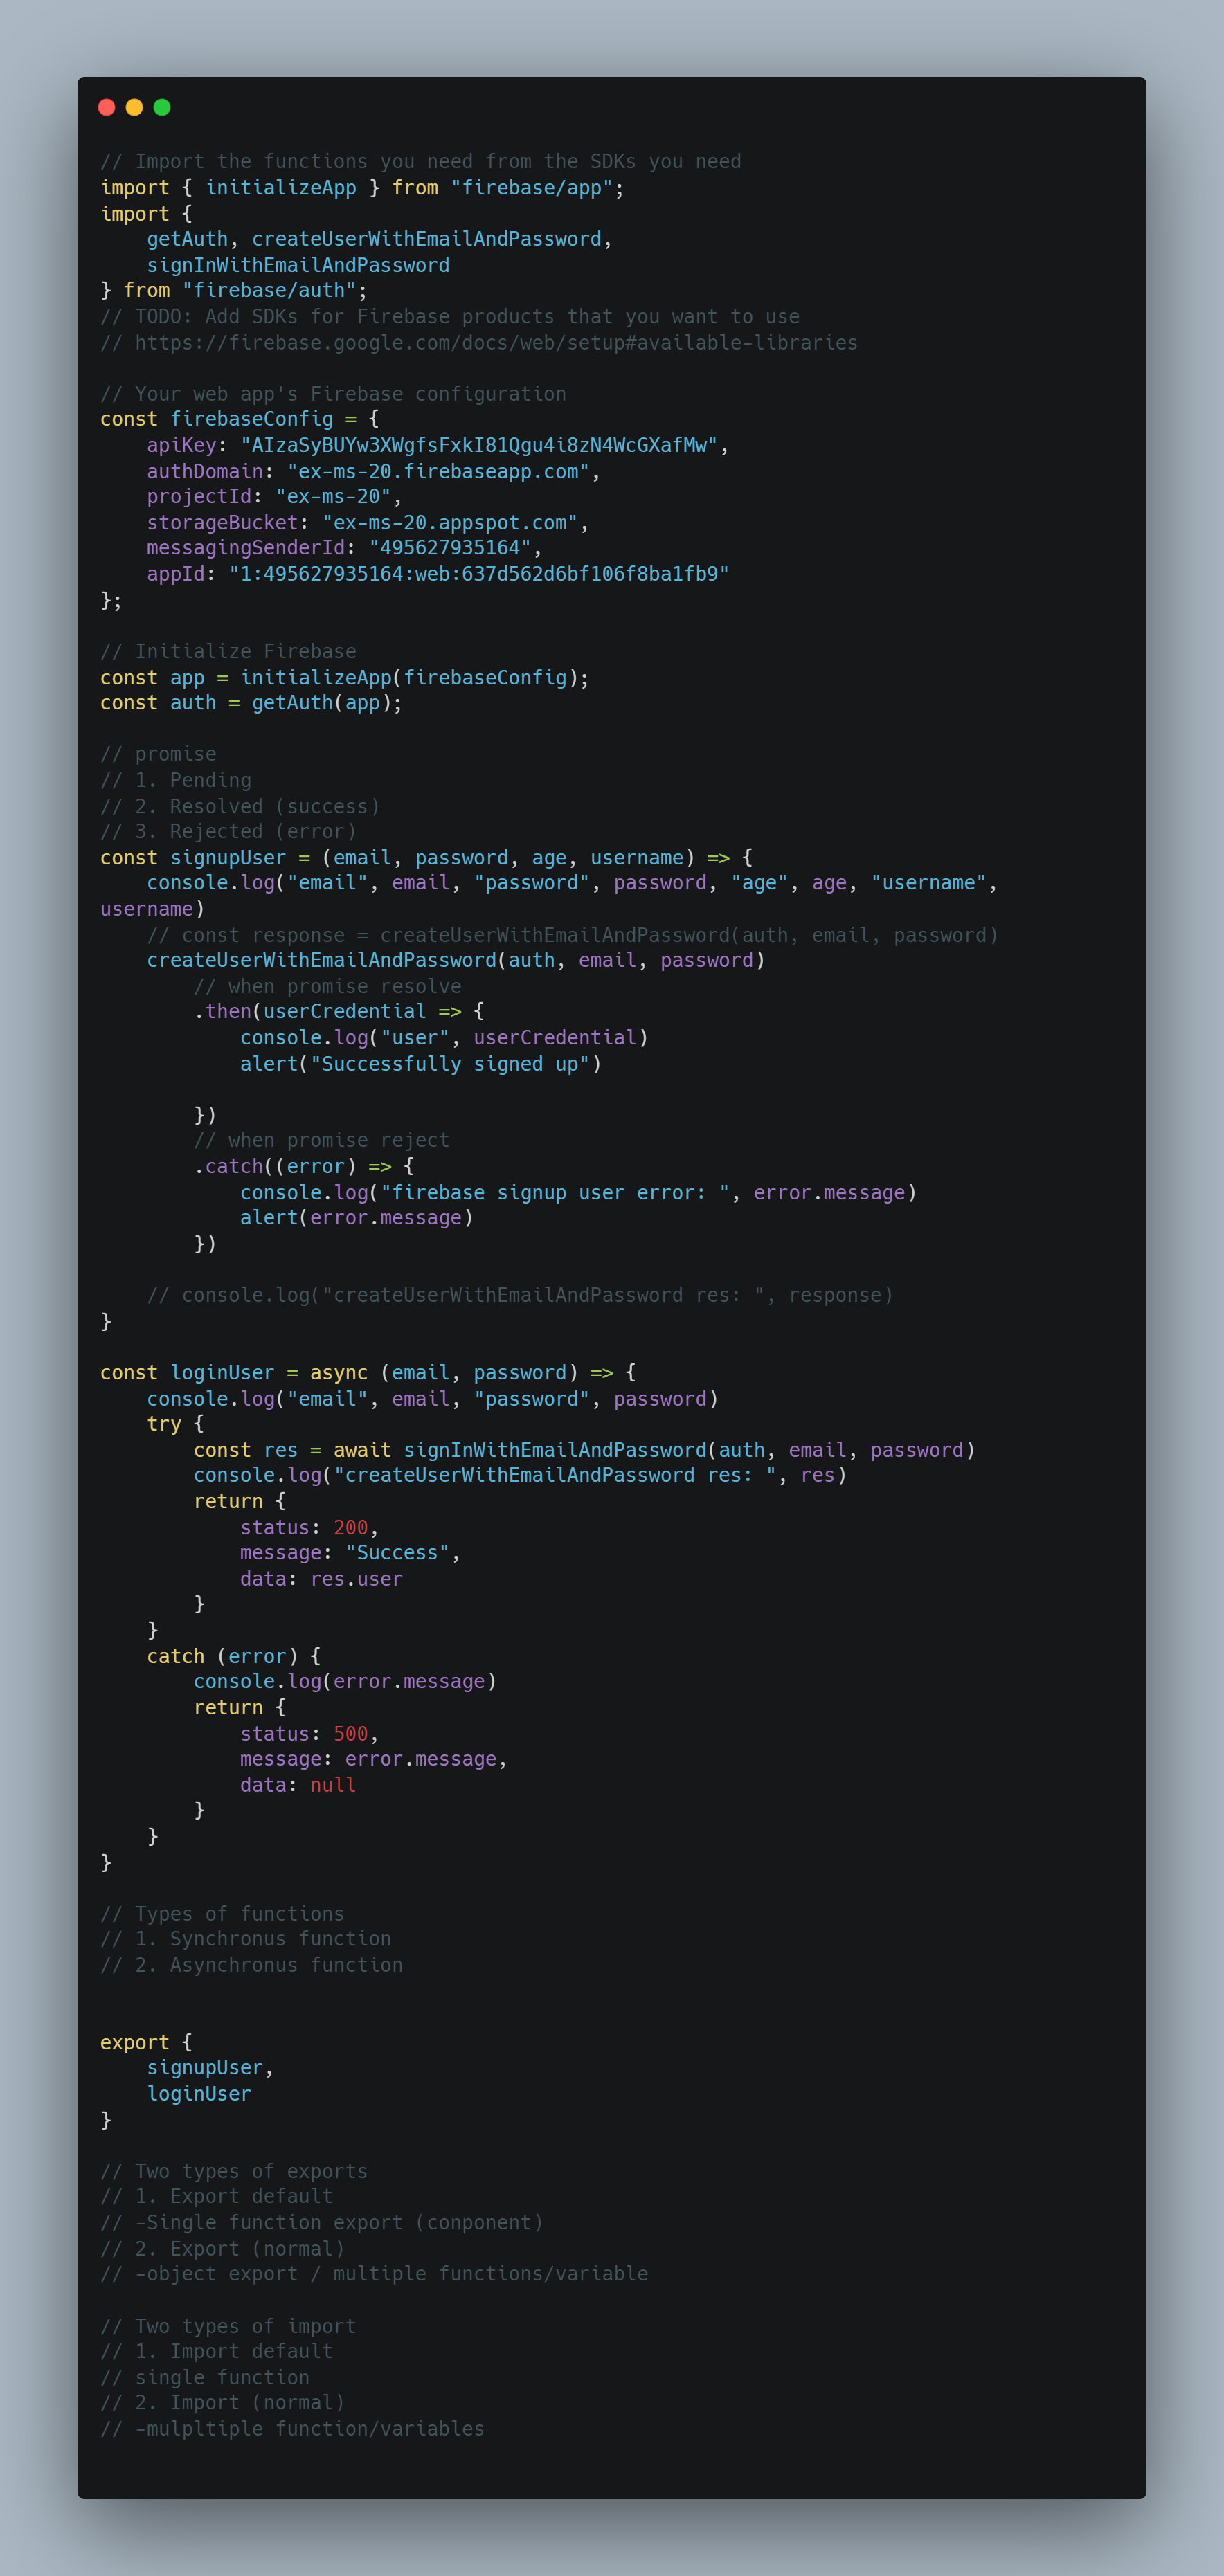 // Import the functions you need from the SDKs you need
import { initializeApp } from "firebase/app";
import {
    getAuth, createUserWithEmailAndPassword,
    signInWithEmailAndPassword
} from "firebase/auth";
// TODO: Add SDKs for Firebase products that you want to use
// https://firebase.google.com/docs/web/setup#available-libraries

// Your web app's Firebase configuration
const firebaseConfig = {
    apiKey: "AIzaSyBUYw3XWgfsFxkI81Qgu4i8zN4WcGXafMw",
    authDomain: "ex-ms-20.firebaseapp.com",
    projectId: "ex-ms-20",
    storageBucket: "ex-ms-20.appspot.com",
    messagingSenderId: "495627935164",
    appId: "1:495627935164:web:637d562d6bf106f8ba1fb9"
};

// Initialize Firebase
const app = initializeApp(firebaseConfig);
const auth = getAuth(app);

// promise
// 1. Pending
// 2. Resolved (success)
// 3. Rejected (error)
const signupUser = (email, password, age, username) => {
    console.log("email", email, "password", password, "age", age, "username",
username)
    // const response = createUserWithEmailAndPassword(auth, email, password)
    createUserWithEmailAndPassword(auth, email, password)
        // when promise resolve
        .then(userCredential => {
            console.log("user", userCredential)
            alert("Successfully signed up")

        })
        // when promise reject
        .catch((error) => {
            console.log("firebase signup user error: ", error.message)
            alert(error.message)
        })

    // console.log("createUserWithEmailAndPassword res: ", response)
}

const loginUser = async (email, password) => {
    console.log("email", email, "password", password)
    try {
        const res = await signInWithEmailAndPassword(auth, email, password)
        console.log("createUserWithEmailAndPassword res: ", res)
        return {
            status: 200,
            message: "Success",
            data: res.user
        }
    }
    catch (error) {
        console.log(error.message)
        return {
            status: 500,
            message: error.message,
            data: null
        }
    }
}

// Types of functions
// 1. Synchronus function
// 2. Asynchronus function


export {
    signupUser,
    loginUser
}

// Two types of exports
// 1. Export default
// -Single function export (conponent)
// 2. Export (normal)
// -object export / multiple functions/variable

// Two types of import
// 1. Import default
// single function
// 2. Import (normal)
// -mulpltiple function/variables